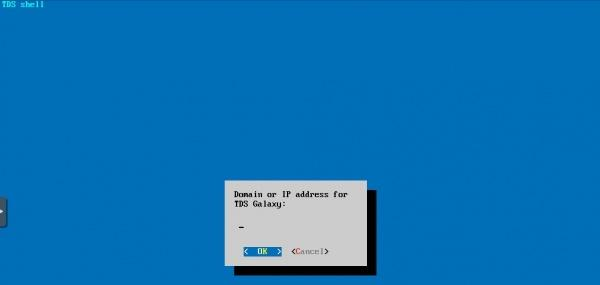 TDS shell
Domain or IP address for
TDS Galaxy:
< OK > <Cancel>